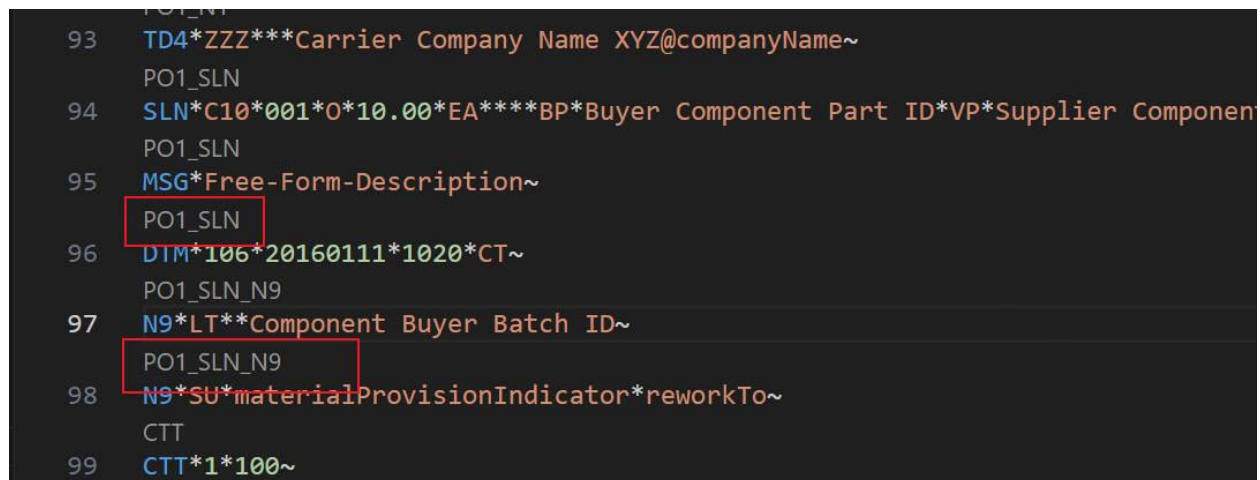 PO1_N1
93 TD4*ZZZ***Carrier Company Name XYZ@companyName~
PO1_SLN
94 SLN*C10*001*O*10.00*EA****BP*Buyer Component Part ID*VP*Supplier Component
PO1_SLN
95 MSG*Free-Form-Description~
PO1_SLN
96 DTM*106*20160111*1020*CT~
PO1_SLN_N9
97 N9*LT**Component Buyer Batch ID~
PO1_SLN_N9
98 N9*SU*materialProvisionIndicator*reworkTo~
CTT
99 CTT*1*100~